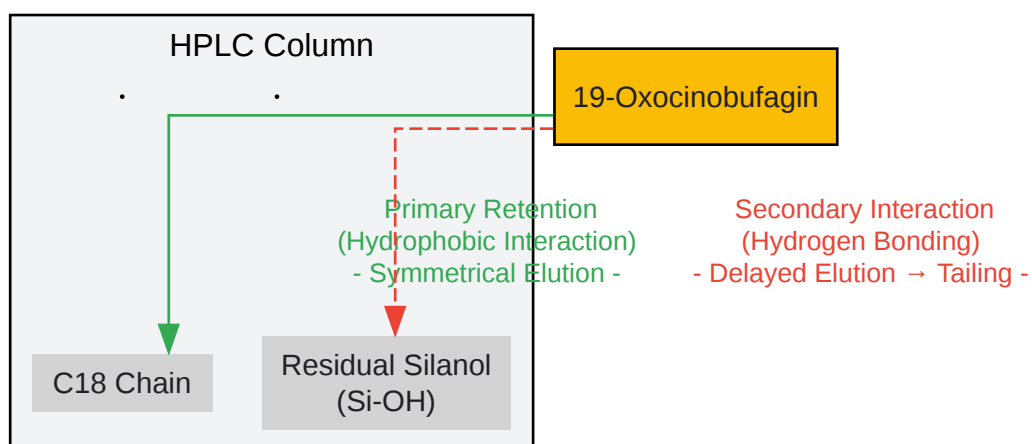 HPLC Column
19-Oxocinobufagin
Primary Retention
(Hydrophobic Interaction)
- Symmetrical Elution -
Secondary Interaction
(Hydrogen Bonding)
- Delayed Elution → Tailing -
C18 Chain
Residual Silanol
(Si-OH)